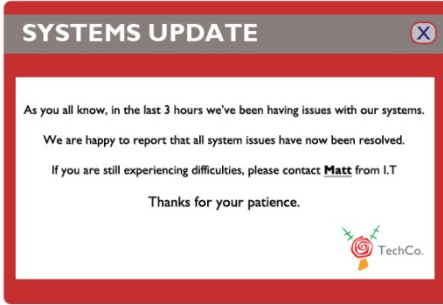 SYSTEMS UPDATE
X
As you all know, in the last 3 hours we've been having issues with our systems.
We are happy to report that all system issues have now been resolved.
If you are still experiencing difficulties, please contact Matt from I.T
Thanks for your patience.
TechCo.